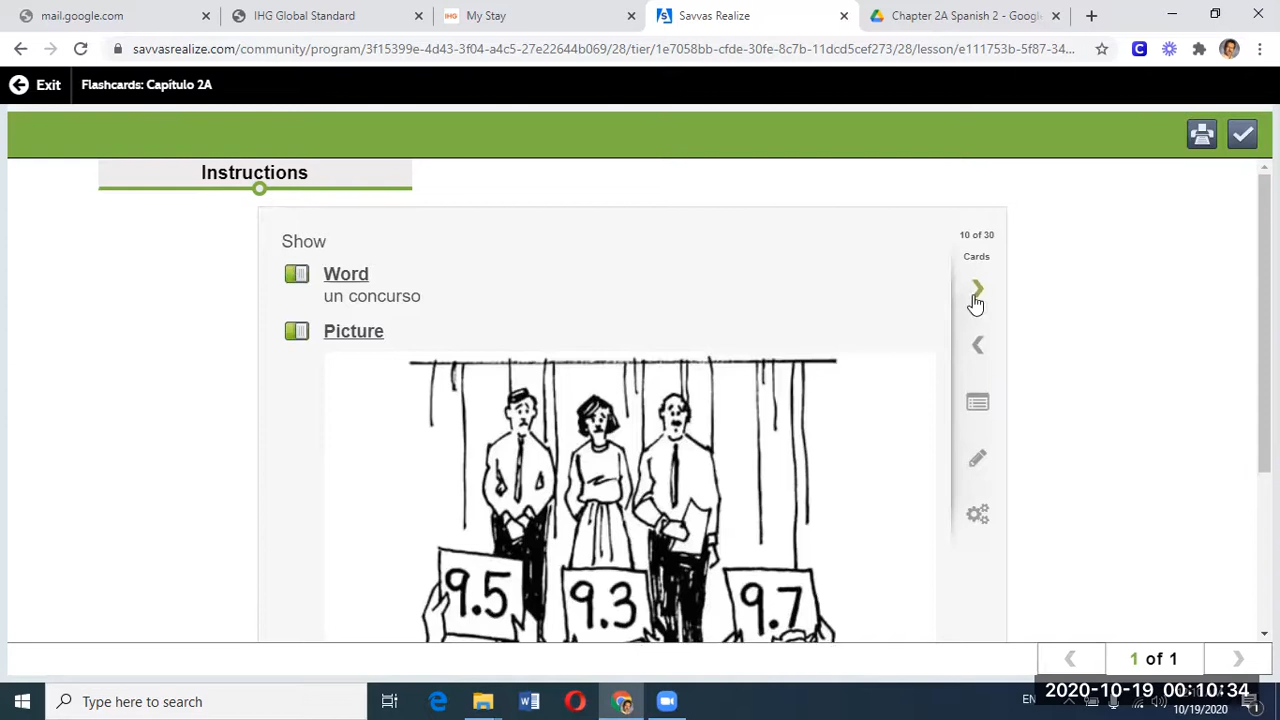 mail.google.com
IHG Global Standard
IHG
My Stay
Savvas Realize
Chapter 2A Spanish 2 - Google
savvasrealize.com/community/program/3f15399e-4d43-3f04-a4c5-27e22644b069/28/tier/1e7058bb-cfde-30fe-8c7b-11dcd5cef273/28/lesson/e111753b-5f87-34...
Exit
Flashcards: Capítulo 2A
Instructions
10 of 30
Cards
Show
Word
un concurso
Picture
9.5
9.3
9.7
1 of 1
2020-10-19 00:10:34
Type here to search
EN
10/19/2020